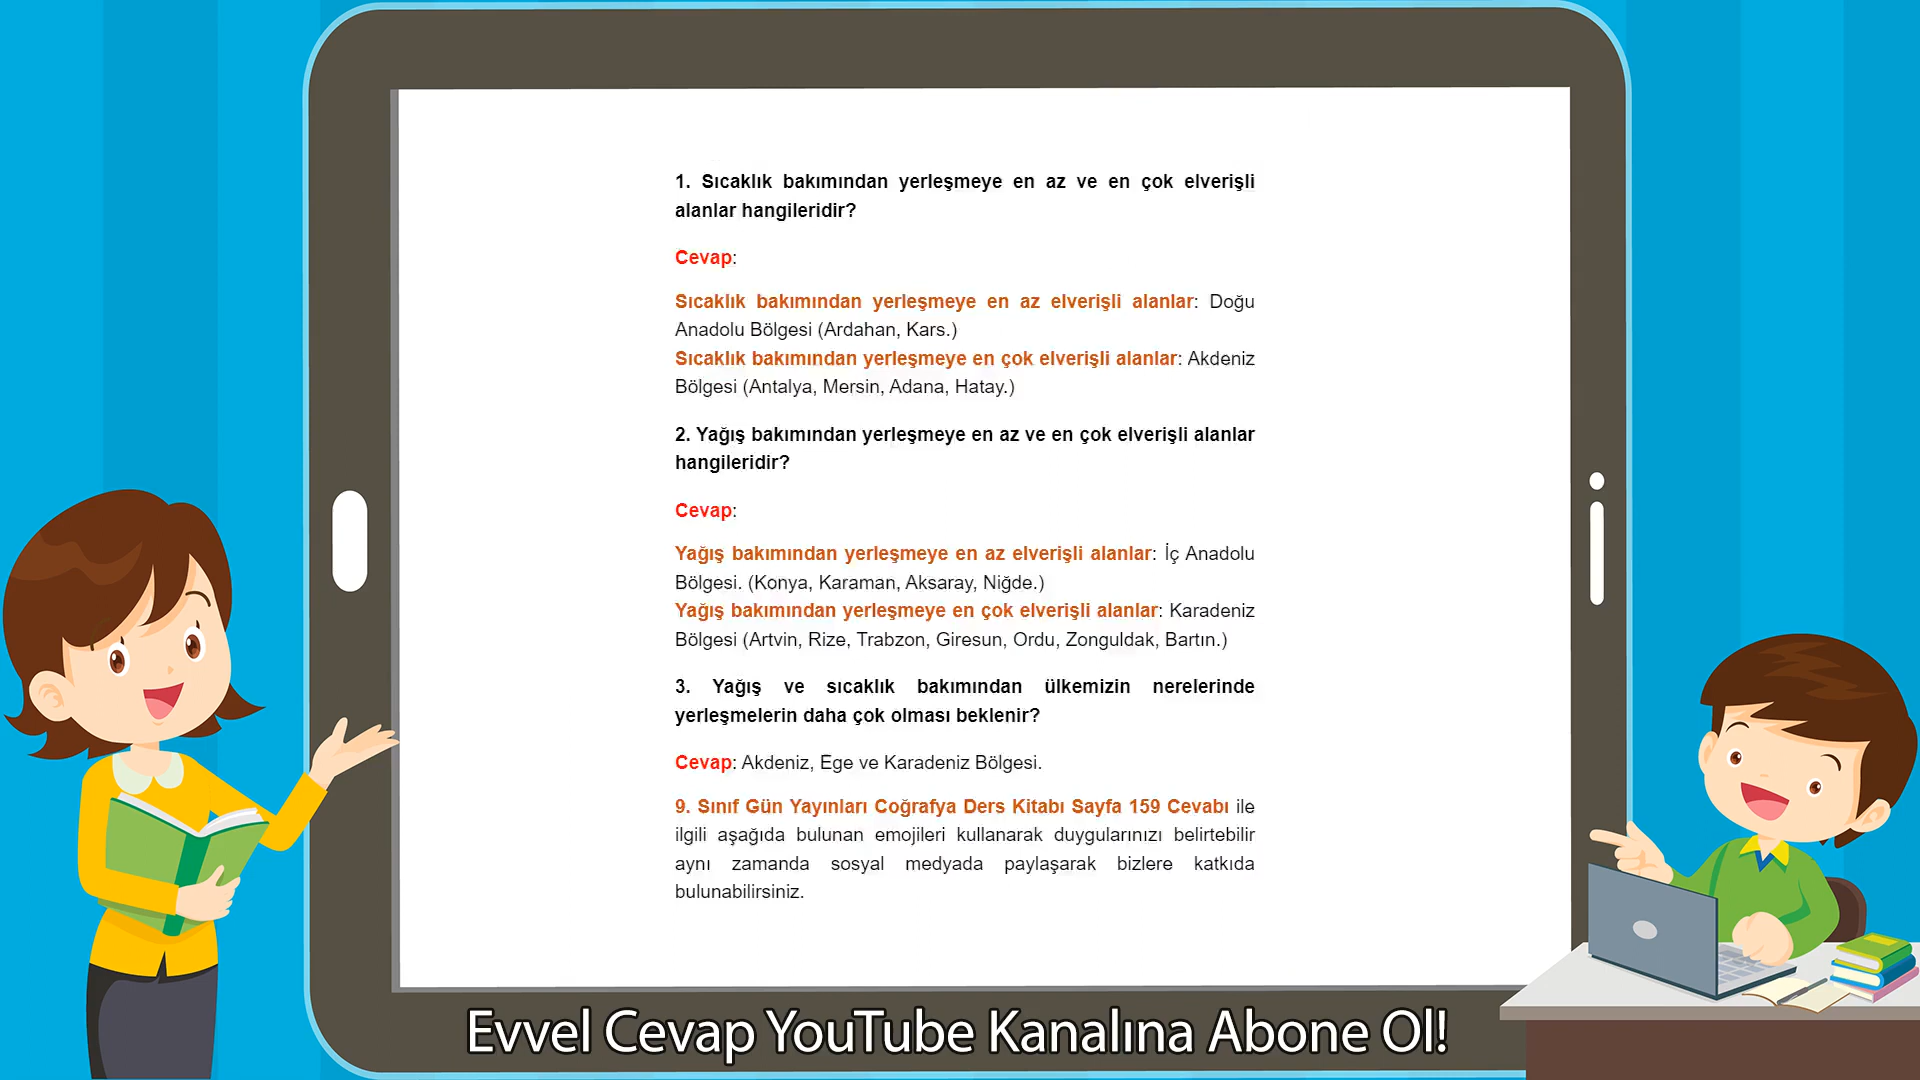 1. Sıcaklık bakımından yerleşmeye en az ve en çok elverişli
alanlar hangileridir?
Cevap:
Sıcaklık bakımından yerleşmeye en az elverişli alanlar: Doğu
Anadolu Bölgesi (Ardahan, Kars.)
Sıcaklık bakımından yerleşmeye en çok elverişli alanlar: Akdeniz
Bölgesi (Antalya, Mersin, Adana, Hatay.)
2. Yağış bakımından yerleşmeye en az ve en çok elverişli alanlar
hangileridir?
Cevap:
Yağış bakımından yerleşmeye en az elverişli alanlar: İç Anadolu
Bölgesi. (Konya, Karaman, Aksaray, Niğde.)
Yağış bakımından yerleşmeye en çok elverişli alanlar: Karadeniz
Bölgesi (Artvin, Rize, Trabzon, Giresun, Ordu, Zonguldak, Bartın.)
3. Yağış ve sıcaklık bakımından ülkemizin nerelerinde
yerleşmelerin daha çok olması beklenir?
Cevap: Akdeniz, Ege ve Karadeniz Bölgesi.
9. Sınıf Gün Yayınları Coğrafya Ders Kitabı Sayfa 159 Cevabı ile
ilgili aşağıda bulunan emojileri kullanarak duygularınızı belirtebilir
aynı zamanda sosyal medyada paylaşarak bizlere katkıda
bulunabilirsiniz.
Evvel Cevap YouTube Kanalına Abone Ol!